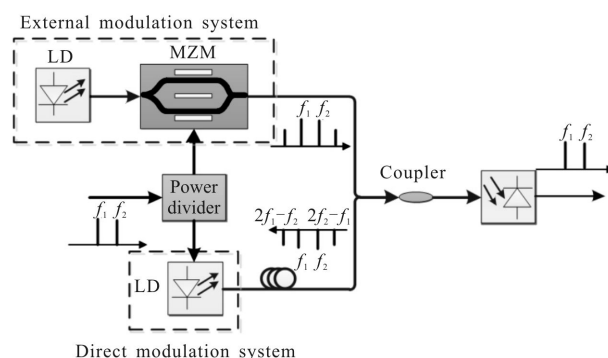 External modulation system
LD
MZM
f₁ f₂
f₁ f₂
Coupler
Power
divider
f₁ f₂
2f₁−f₂ 2f₂−f₁
f₁ f₂
LD
Direct modulation system